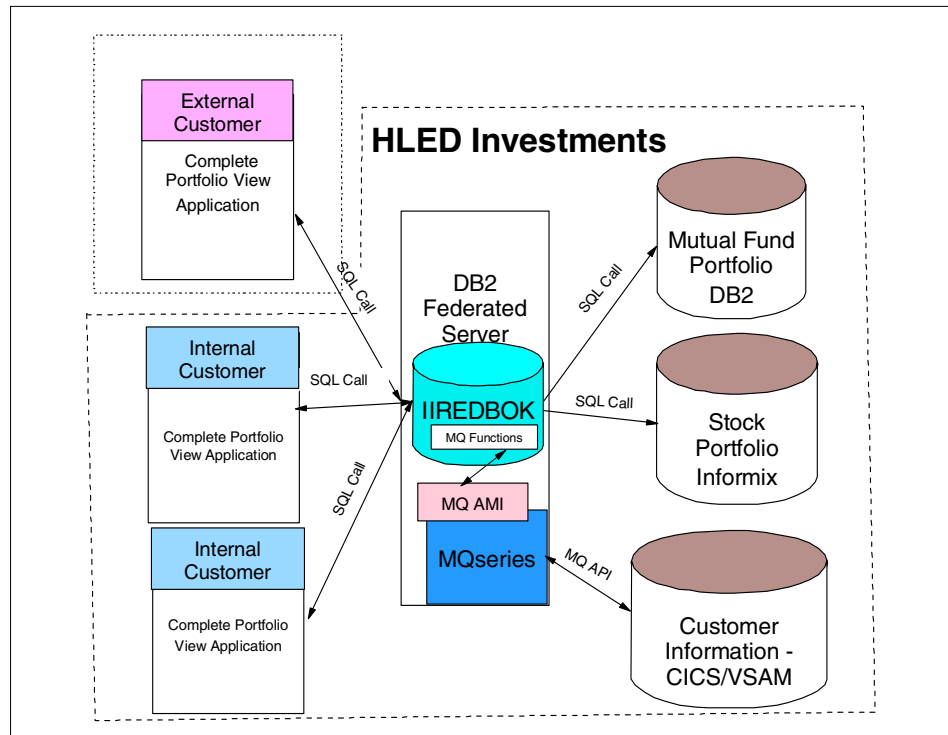 External
Customer
Complete
Portfolio View
Application
SQL Call
HLED Investments
Internal
Customer
Complete Portfolio
View Application
SQL Call
Internal
Customer
Complete Portfolio
View Application
SQL Call
DB2
Federated
Server
IIREDBOK
MQ Functions
MQ AMI
MQseries
SQL Call
Mutual Fund
Portfolio
DB2
SQL Call
Stock
Portfolio
Informix
MQ API
Customer
Information -
CICS/VSAM